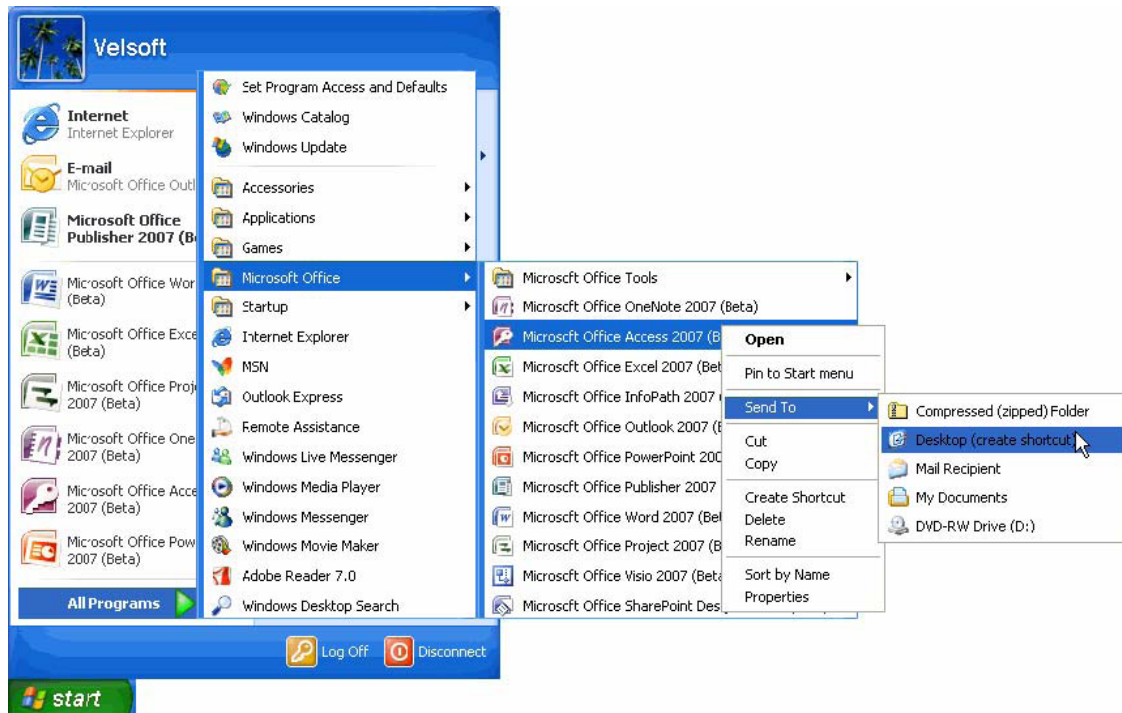 Velsoft
Internet
Internet Explorer
E-mail
Microsoft Office Outl
Microsoft Office
Publisher 2007 (B
Microsoft Office Wor
(Beta)
Microsoft Office Exce
(Beta)
Microsoft Office Proj
2007 (Beta)
Microsoft Office One
2007 (Beta)
Microsoft Office Acce
2007 (Beta)
Microsoft Office Pow
2007 (Beta)
All Programs
Set Program Access and Defaults
Windows Catalog
Windows Update
Accessories
Applications
Games
Microsoft Office
Startup
Internet Explorer
MSN
Outlook Express
Remote Assistance
Windows Live Messenger
Windows Media Player
Windows Messenger
Windows Movie Maker
Adobe Reader 7.0
Windows Desktop Search
Microsoft Office Tools
Microsoft Office OneNote 2007 (Beta)
Microsoft Office Access 2007 (B
Microsoft Office Excel 2007 (Bet
Microsoft Office InfoPath 2007
Microsoft Office Outlook 2007 (B
Microsoft Office PowerPoint 200
Microsoft Office Publisher 2007
Microsoft Office Word 2007 (Bet
Microsoft Office Project 2007 (B
Microsoft Office Visio 2007 (Beta
Microsoft Office SharePoint Des
Open
Pin to Start menu
Send To
Cut
Copy
Create Shortcut
Delete
Rename
Sort by Name
Properties
Compressed (zipped) Folder
Desktop (create shortcut)
Mail Recipient
My Documents
DVD-RW Drive (D:)
Log Off
Disconnect
start